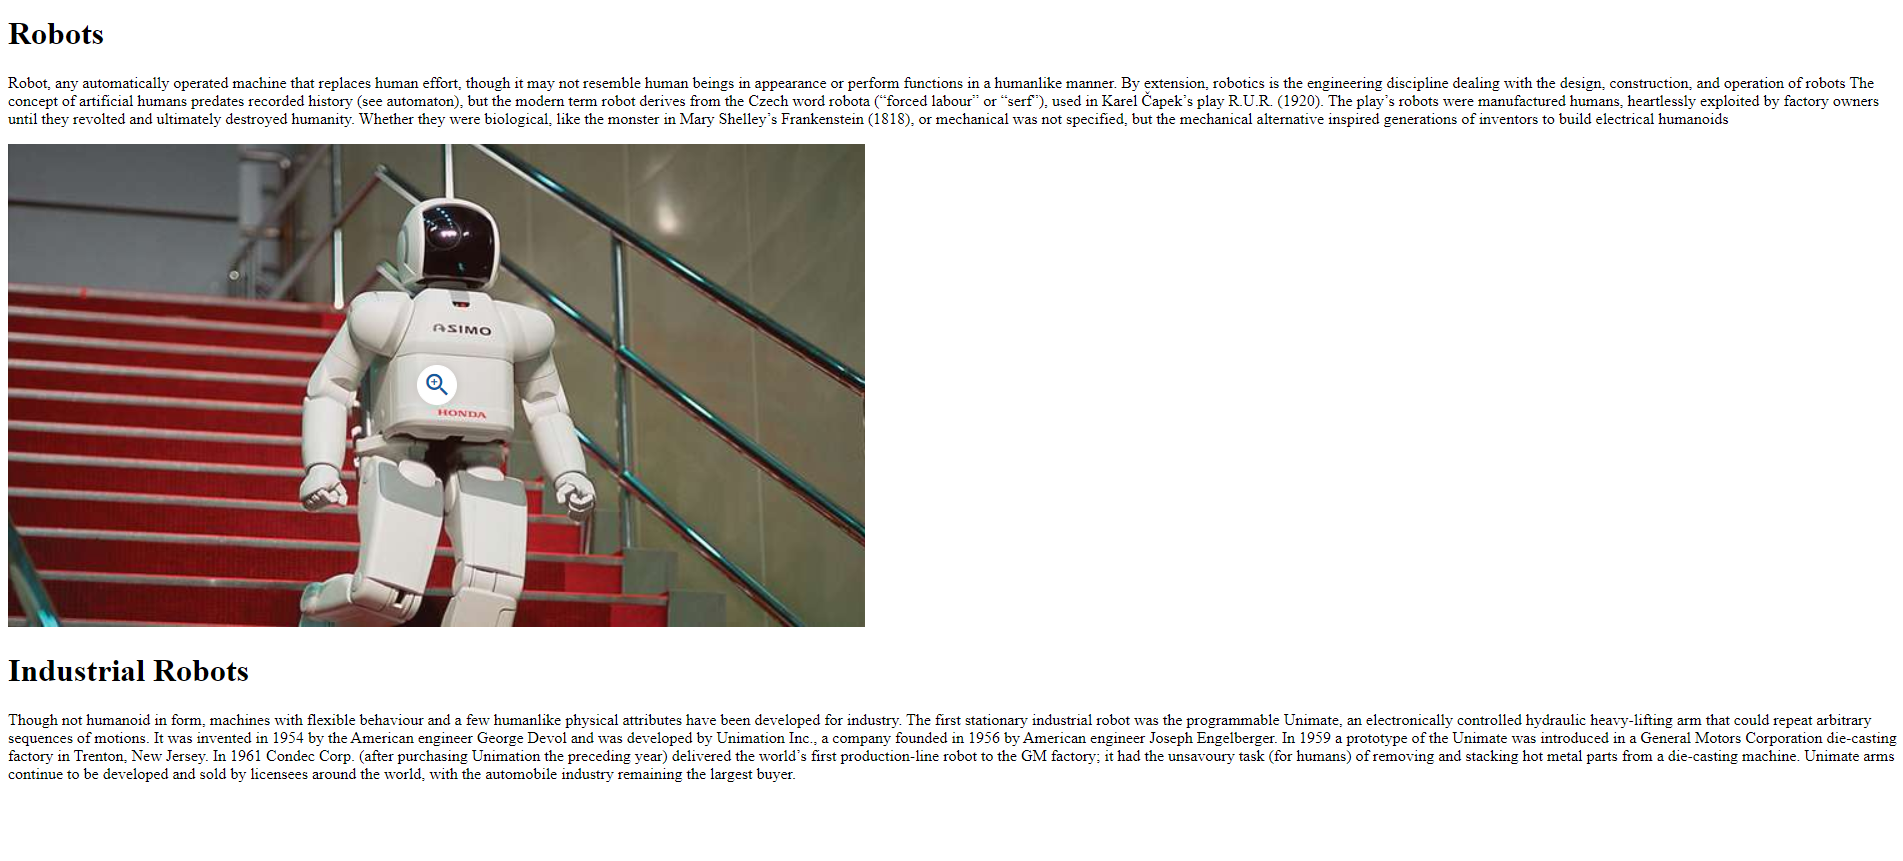 Robots
Robot, any automatically operated machine that replaces human effort, though it may not resemble human beings in appearance or perform functions in a humanlike manner. By extension, robotics is the engineering discipline dealing with the design, construction, and operation of robots The
concept of artificial humans predates recorded history (see automaton), but the modern term robot derives from the Czech word robota (“forced labour” or “serf”), used in Karel Čapek’s play R.U.R. (1920). The play’s robots were manufactured humans, heartlessly exploited by factory owners
until they revolted and ultimately destroyed humanity. Whether they were biological, like the monster in Mary Shelley’s Frankenstein (1818), or mechanical was not specified, but the mechanical alternative inspired generations of inventors to build electrical humanoids
ASIMO
HONDA
Industrial Robots
Though not humanoid in form, machines with flexible behaviour and a few humanlike physical attributes have been developed for industry. The first stationary industrial robot was the programmable Unimate, an electronically controlled hydraulic heavy-lifting arm that could repeat arbitrary
sequences of motions. It was invented in 1954 by the American engineer George Devol and was developed by Unimation Inc., a company founded in 1956 by American engineer Joseph Engelberger. In 1959 a prototype of the Unimate was introduced in a General Motors Corporation die-casting
factory in Trenton, New Jersey. In 1961 Condec Corp. (after purchasing Unimation the preceding year) delivered the world’s first production-line robot to the GM factory; it had the unsavoury task (for humans) of removing and stacking hot metal parts from a die-casting machine. Unimate arms
continue to be developed and sold by licensees around the world, with the automobile industry remaining the largest buyer.